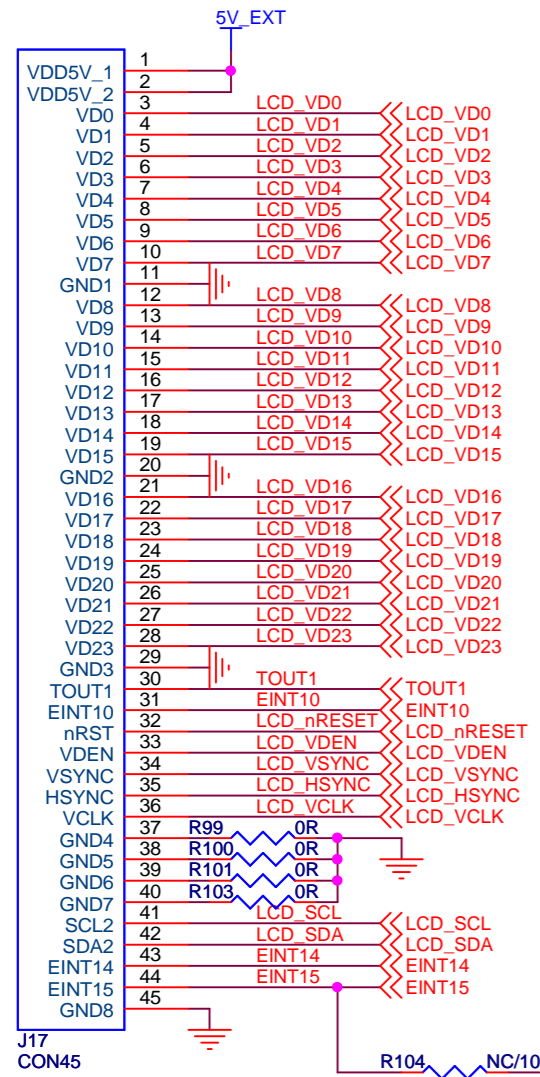 5V_EXT
VDD5V_1 1
VDD5V_2 2
VD0 3 LCD_VD0 LCD_VD0
VD1 4 LCD_VD1 LCD_VD1
VD2 5 LCD_VD2 LCD_VD2
VD3 6 LCD_VD3 LCD_VD3
VD4 7 LCD_VD4 LCD_VD4
VD5 8 LCD_VD5 LCD_VD5
VD6 9 LCD_VD6 LCD_VD6
VD7 10 LCD_VD7 LCD_VD7
GND1 11
VD8 12 LCD_VD8 LCD_VD8
VD9 13 LCD_VD9 LCD_VD9
VD10 14 LCD_VD10 LCD_VD10
VD11 15 LCD_VD11 LCD_VD11
VD12 16 LCD_VD12 LCD_VD12
VD13 17 LCD_VD13 LCD_VD13
VD14 18 LCD_VD14 LCD_VD14
VD15 19 LCD_VD15 LCD_VD15
GND2 20
VD16 21 LCD_VD16 LCD_VD16
VD17 22 LCD_VD17 LCD_VD17
VD18 23 LCD_VD18 LCD_VD18
VD19 24 LCD_VD19 LCD_VD19
VD20 25 LCD_VD20 LCD_VD20
VD21 26 LCD_VD21 LCD_VD21
VD22 27 LCD_VD22 LCD_VD22
VD23 28 LCD_VD23 LCD_VD23
GND3 29
TOUT1 30 TOUT1 TOUT1
EINT10 31 EINT10 EINT10
nRST 32 LCD_nRESET LCD_nRESET
VDEN 33 LCD_VDEN LCD_VDEN
VSYNC 34 LCD_VSYNC LCD_VSYNC
HSYNC 35 LCD_HSYNC LCD_HSYNC
VCLK 36 LCD_VCLK LCD_VCLK
GND4 37 R99 0R
GND5 38 R100 0R
GND6 39 R101 0R
GND7 40 R103 0R
SCL2 41 LCD_SCL LCD_SCL
SDA2 42 LCD_SDA LCD_SDA
EINT14 43 EINT14 EINT14
EINT15 44 EINT15 EINT15
GND8 45
J17
CON45 R104 NC/10